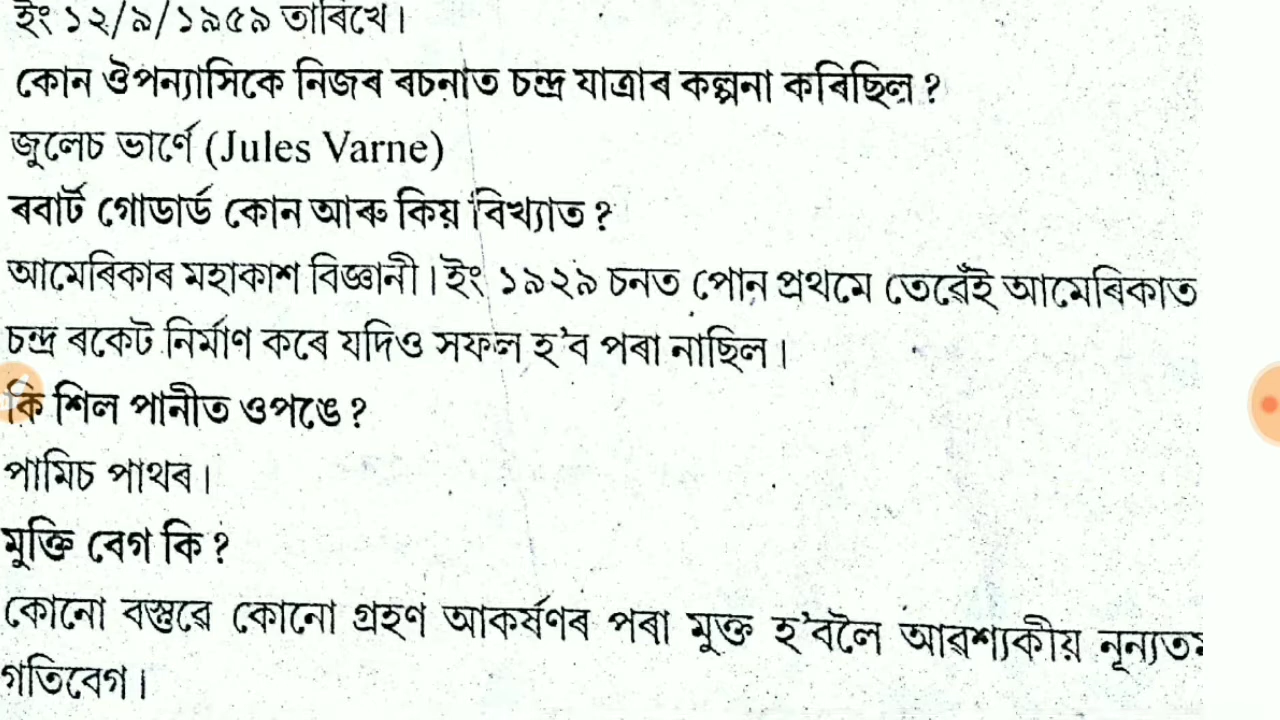 ইং ১২/৯/১৯৫৯ তাৰিখে।
কোন ঔপন্যাসিকে নিজৰ ৰচনাত চন্দ্ৰ যাত্ৰাৰ কল্পনা কৰিছিল ?
জুলেচ ভাৰ্ণে (Jules Varne)
ৰবাৰ্ট গোডাৰ্ড কোন আৰু কিয় বিখ্যাত ?
আমেৰিকাৰ মহাকাশ বিজ্ঞানী। ইং ১৯২৯ চনত পোন প্ৰথমে তেৱেঁই আমেৰিকাত
চন্দ্ৰ ৰকেট নিৰ্মাণ কৰে যদিও সফল হ'ব পৰা নাছিল।
কি শিল পানীত ওপঙে ?
পামিচ পাথৰ।
মুক্তি বেগ কি ?
কোনো বস্তুৱে কোনো গ্ৰহণ আকৰ্ষণৰ পৰা মুক্ত হ'বলৈ আৱশ্যকীয় নূন্যতম
গতিবেগ।